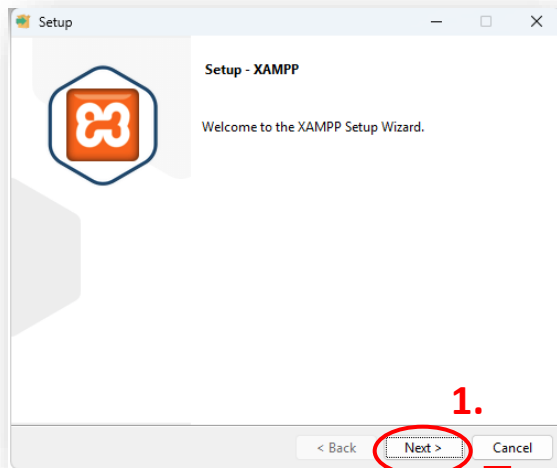 Setup
Setup - XAMPP
Welcome to the XAMPP Setup Wizard.
1.
< Back
Next >
Cancel